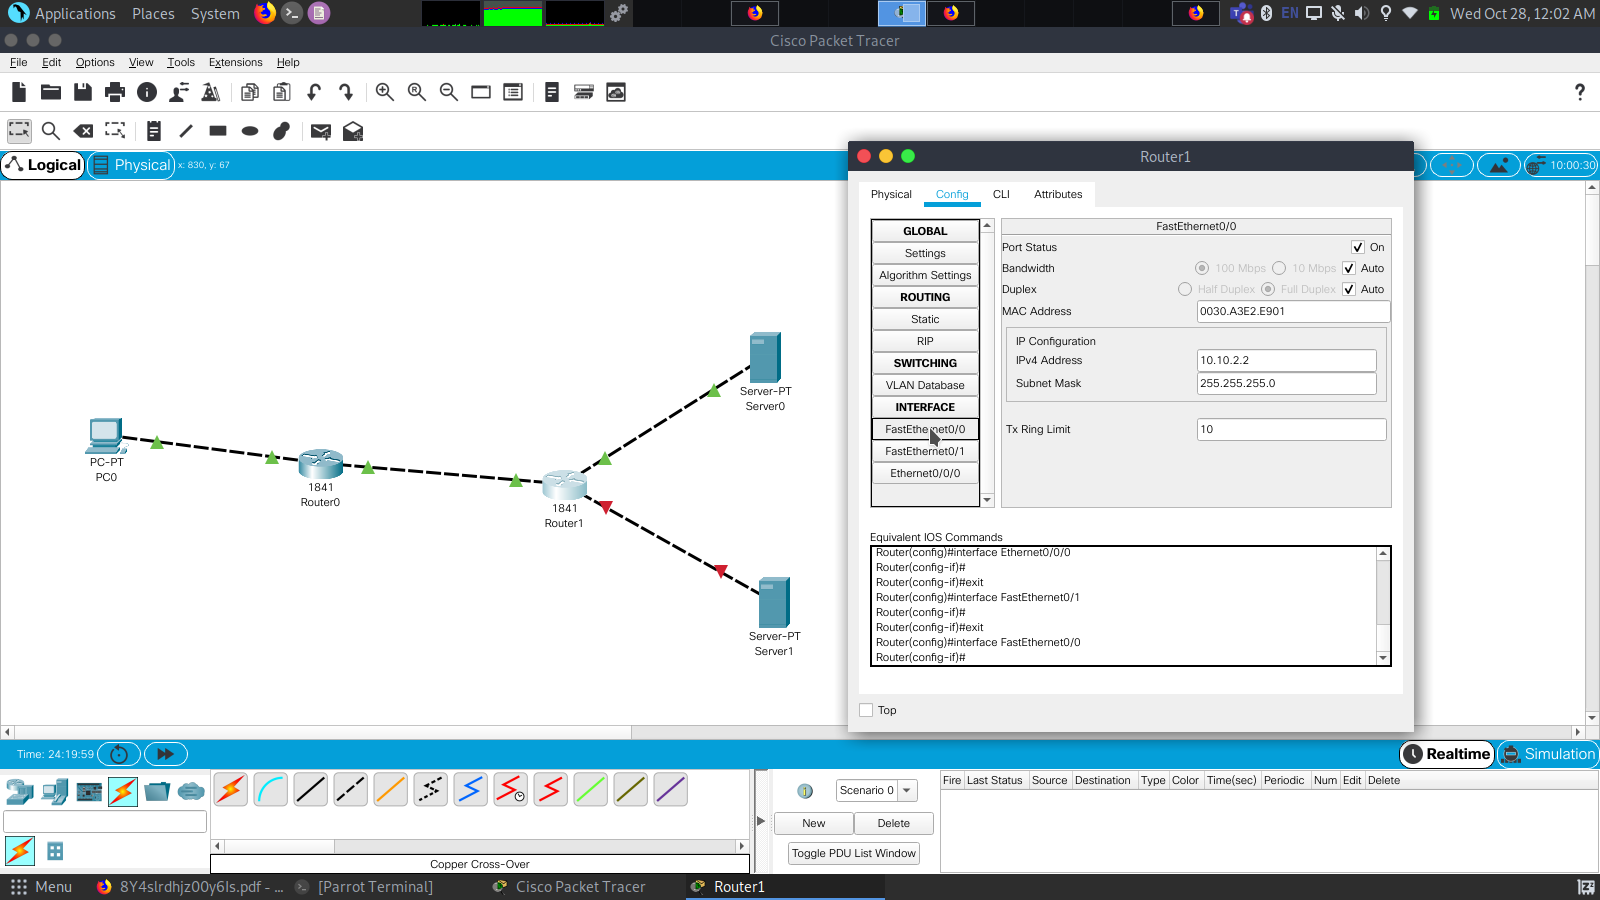 Applications Places System EN Wed Oct 28, 12:02 AM
Cisco Packet Tracer
File Edit Options View Tools Extensions Help
?
Logical Physical x: 830, y: 67 10:00:30
Router1
Physical Config CLI Attributes
GLOBAL
Settings
Algorithm Settings
ROUTING
Static
RIP
SWITCHING
VLAN Database
INTERFACE
FastEthernet0/0
FastEthernet0/1
Ethernet0/0/0
FastEthernet0/0
Port Status On
Bandwidth 100 Mbps 10 Mbps Auto
Duplex Half Duplex Full Duplex Auto
MAC Address 0030.A3E2.E901
IP Configuration
IPv4 Address 10.10.2.2
Subnet Mask 255.255.255.0
Tx Ring Limit 10
Equivalent IOS Commands
Router(config)#interface Ethernet0/0/0
Router(config-if)#
Router(config-if)#exit
Router(config)#interface FastEthernet0/1
Router(config-if)#
Router(config-if)#exit
Router(config)#interface FastEthernet0/0
Router(config-if)#
Top
Server-PT
Server0
PC-PT
PC0
1841
Router0
1841
Router1
Server-PT
Server1
Time: 24:19:59 Realtime Simulation
Scenario 0
New Delete
Toggle PDU List Window
Fire Last Status Source Destination Type Color Time(sec) Periodic Num Edit Delete
Copper Cross-Over
Menu 8Y4slrdhjz00y6Is.pdf - ... [Parrot Terminal] Cisco Packet Tracer Router1